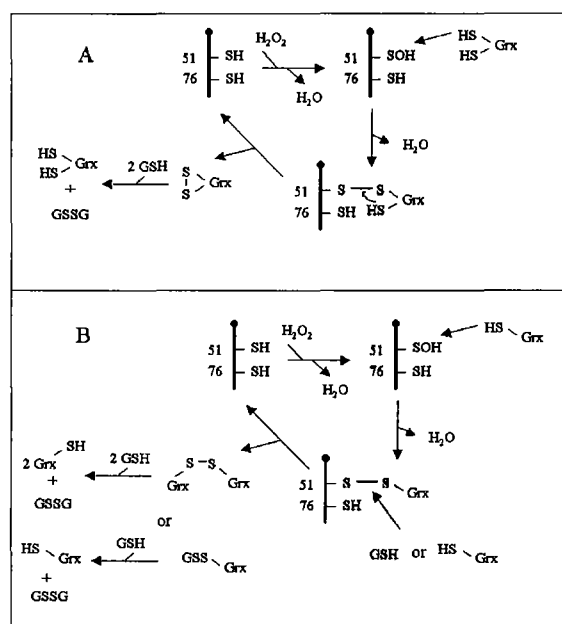 A
51 SH
76 SH
H₂O₂
H₂O
51 SOH
76 SH
HS
HS Grx
H₂O
51 S S
76 SH HS Grx
S
S Grx
2 GSH
HS
HS Grx
+
GSSG
B
51 SH
76 SH
H₂O₂
H₂O
51 SOH
76 SH
HS Grx
H₂O
51 S S Grx
76 SH
GSH or HS Grx
S S
Grx Grx
2 GSH
SH
2 Grx
+
GSSG
or
GSS Grx
GSH
HS Grx
+
GSSG